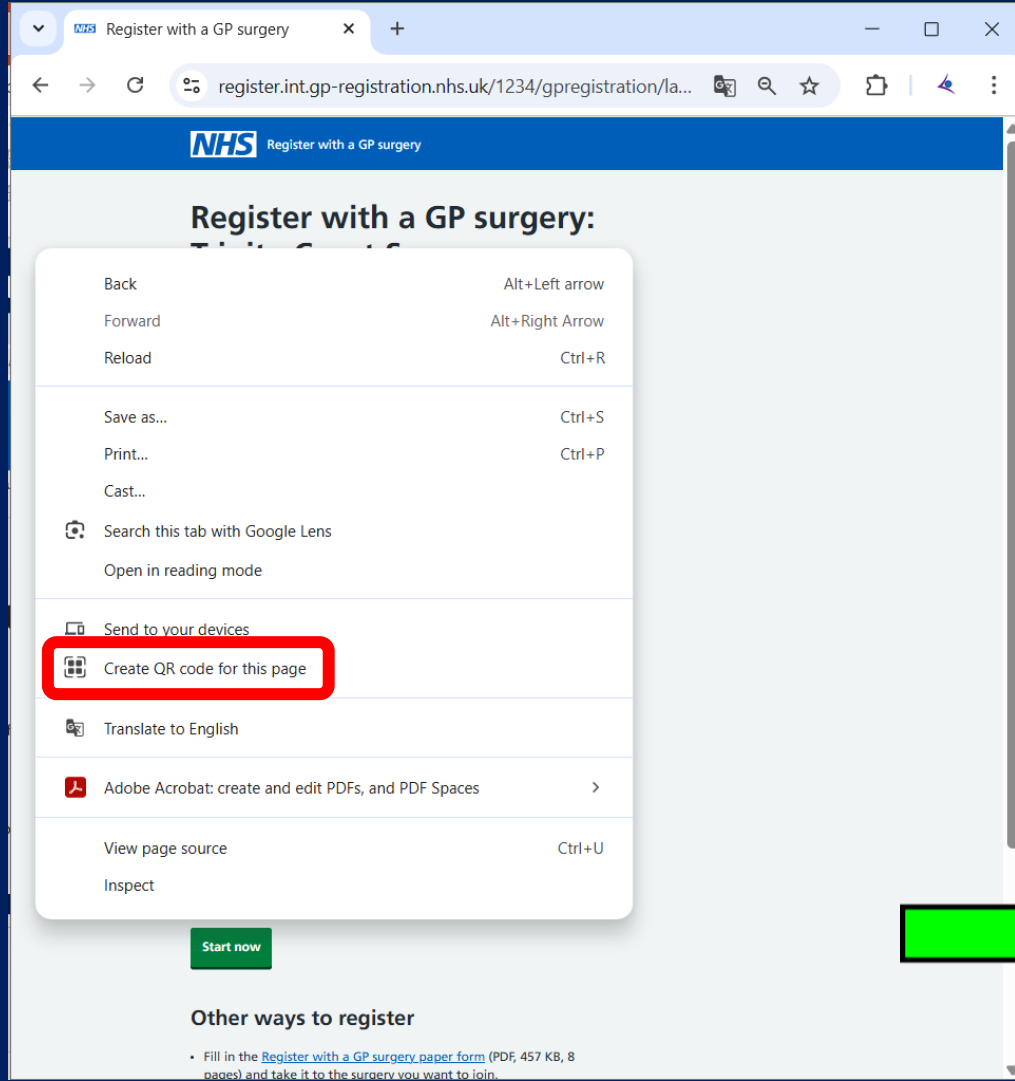 NHS Register with a GP surgery
register.int.gp-registration.nhs.uk/1234/gpregistration/la...
NHS Register with a GP surgery
Register with a GP surgery:
Back Alt+Left arrow
Forward Alt+Right Arrow
Reload Ctrl+R
Save as... Ctrl+S
Print... Ctrl+P
Cast...
Search this tab with Google Lens
Open in reading mode
Send to your devices
Create QR code for this page
Translate to English
Adobe Acrobat: create and edit PDFs, and PDF Spaces
View page source Ctrl+U
Inspect
Start now
Other ways to register
• Fill in the Register with a GP surgery paper form (PDF, 457 KB, 8
pages) and take it to the surgery you want to join.